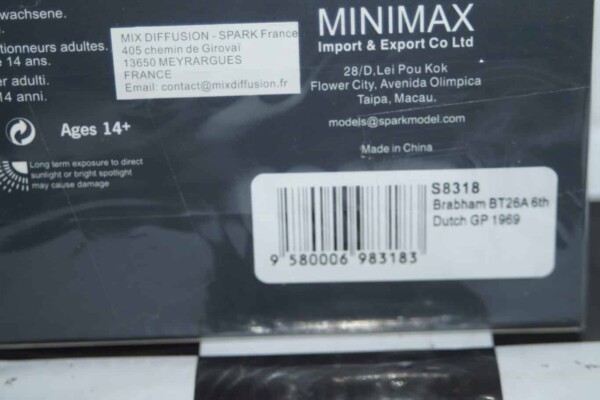 wachsene.
tionneurs adultes.
14 ans.
er adulti.
14 anni.
Ages 14+
Long term exposure to direct
sunlight or bright spotlight
may cause damage
MIX DIFFUSION - SPARK France
405 chemin de Girovaï
13650 MEYRARGUES
FRANCE
Email: contact@mixdiffusion.fr
MINIMAX
Import & Export Co Ltd
28/D,Lei Pou Kok
Flower City, Avenida Olimpica
Taipa, Macau.
models@sparkmodel.com
Made in China
S8318
Brabham BT26A 6th
Dutch GP 1969
9 580006 983183